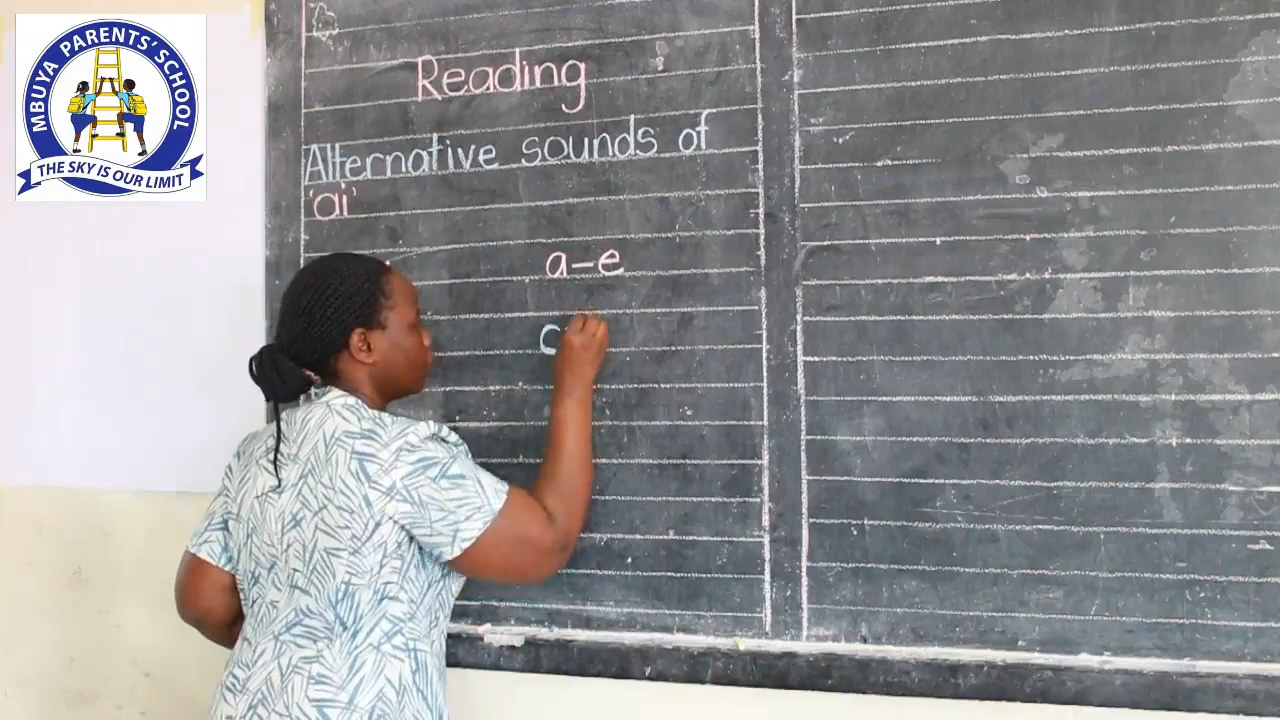 MBUYA PARENTS' SCHOOL
THE SKY IS OUR LIMIT
Reading
Alternative sounds of
'ai'
a–e
c